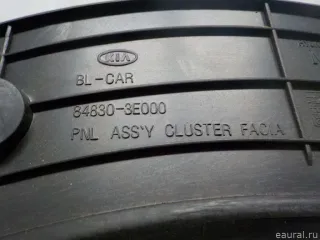 KIA
BL-CAR
84830-3E000
PNL ASS'Y CLUSTER FACIA
eaural.ru